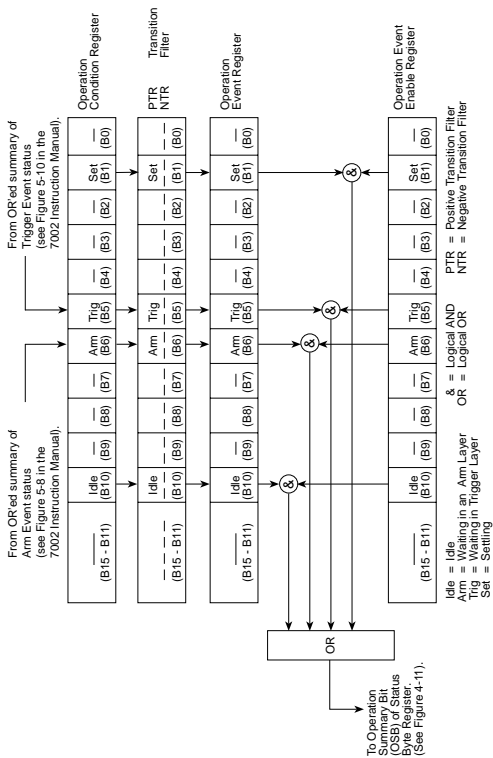 From OR'ed summary of
Arm Event status
(see Figure 5-8 in the
7002 Instruction Manual).
From OR'ed summary of
Trigger Event status
(see Figure 5-10 in the
7002 Instruction Manual).
— Idle — — — Arm Trig — — — Set —
(B15 - B11) (B10) (B9) (B8) (B7) (B6) (B5) (B4) (B3) (B2) (B1) (B0)
Operation
Condition Register
Idle Arm Trig Set
(B15 - B11) (B10) (B9) (B8) (B7) (B6) (B5) (B4) (B3) (B2) (B1) (B0)
PTR
NTR
Transition
Filter
— Idle — — — Arm Trig — — — Set —
(B15 - B11) (B10) (B9) (B8) (B7) (B6) (B5) (B4) (B3) (B2) (B1) (B0)
Operation
Event Register
&
&
&
&
OR
To Operation
Summary Bit
(OSB) of Status
Byte Register.
(See Figure 4-11).
— Idle — — — Arm Trig — — — Set —
(B15 - B11) (B10) (B9) (B8) (B7) (B6) (B5) (B4) (B3) (B2) (B1) (B0)
Operation Event
Enable Register
Idle = Idle
Arm = Waiting in an Arm Layer
Trig = Waiting in Trigger Layer
Set = Settling
& = Logical AND
OR = Logical OR
PTR = Positive Transition Filter
NTR = Negative Transition Filter